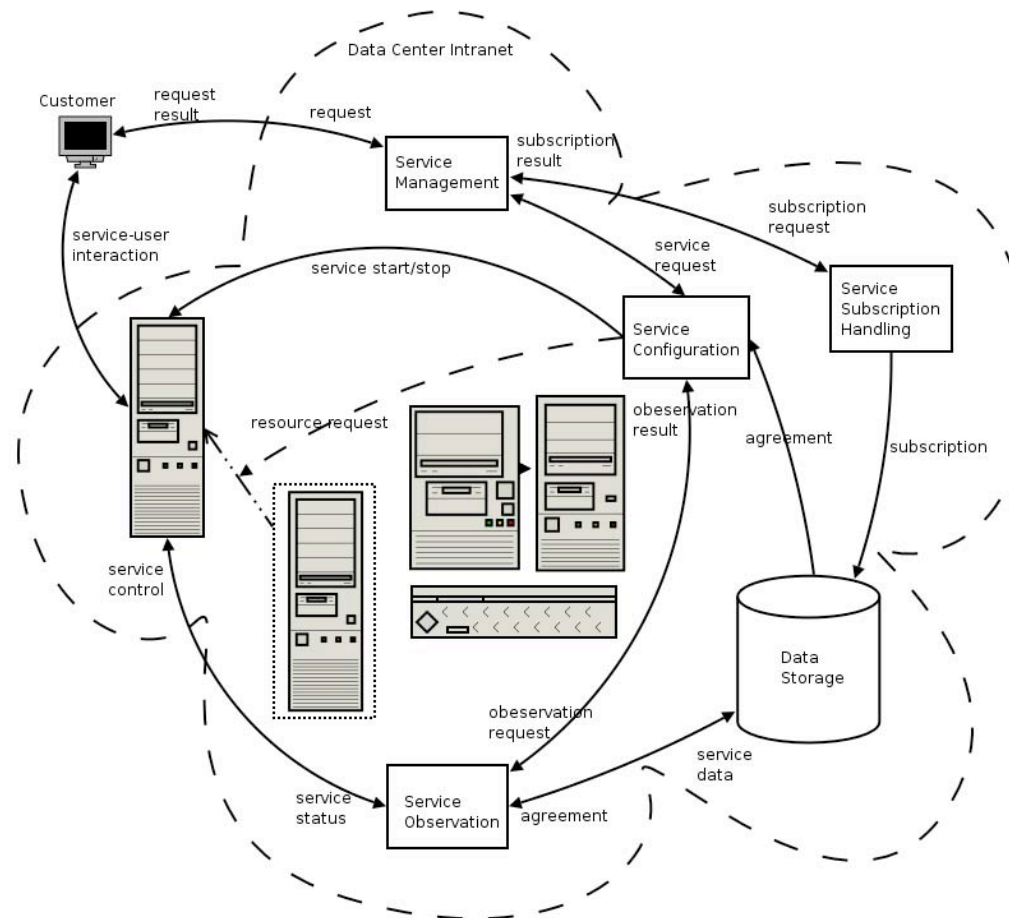 Data Center Intranet
Customer
request
result
request
Service
Management
subscription
result
subscription
request
service-user
interaction
service
request
service start/stop
Service
Subscription
Handling
Service
Configuration
resource request
obeservation
result
agreement
subscription
service
control
Data
Storage
obeservation
request
service
data
service
status
Service
Observation
agreement